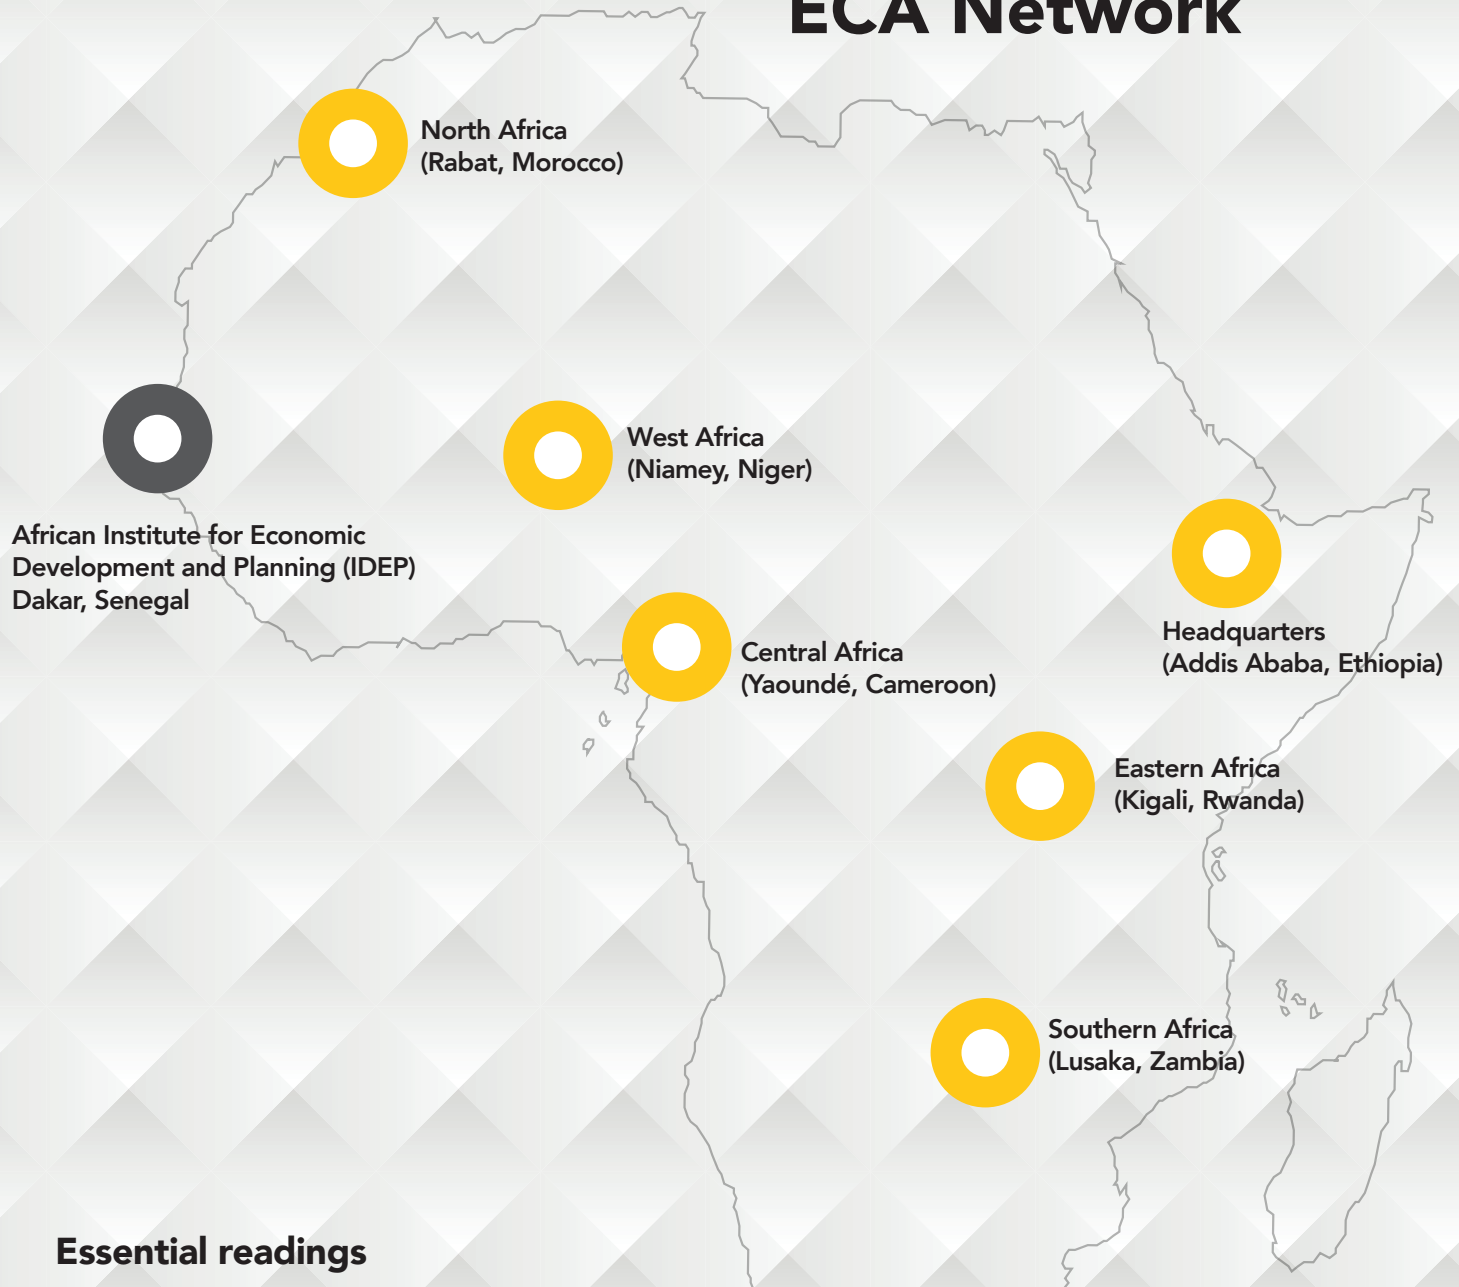 ECA Network
North Africa
(Rabat, Morocco)
West Africa
(Niamey, Niger)
African Institute for Economic
Development and Planning (IDEP)
Dakar, Senegal
Headquarters
(Addis Ababa, Ethiopia)
Central Africa
(Yaoundé, Cameroon)
Eastern Africa
(Kigali, Rwanda)
Southern Africa
(Lusaka, Zambia)
Essential readings